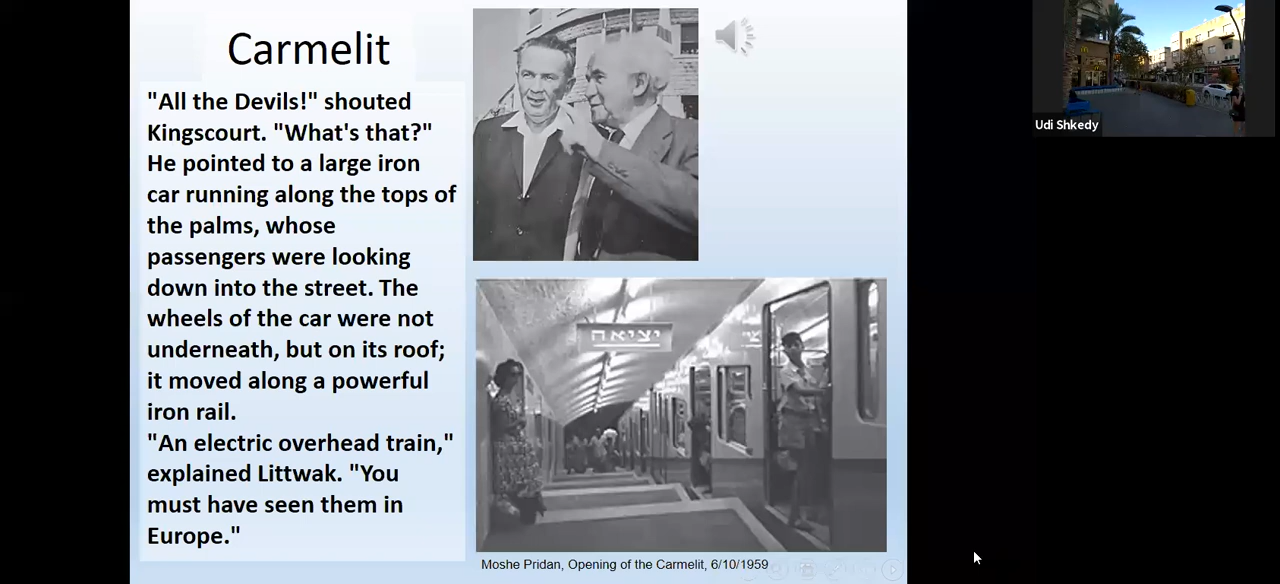 Carmelit
"All the Devils!" shouted
Kingscourt. "What's that?"
He pointed to a large iron
car running along the tops of
the palms, whose
passengers were looking
down into the street. The
wheels of the car were not
underneath, but on its roof;
it moved along a powerful
iron rail.
"An electric overhead train,"
explained Littwak. "You
must have seen them in
Europe."
יציאה
Moshe Pridan, Opening of the Carmelit, 6/10/1959
Udi Shkedy